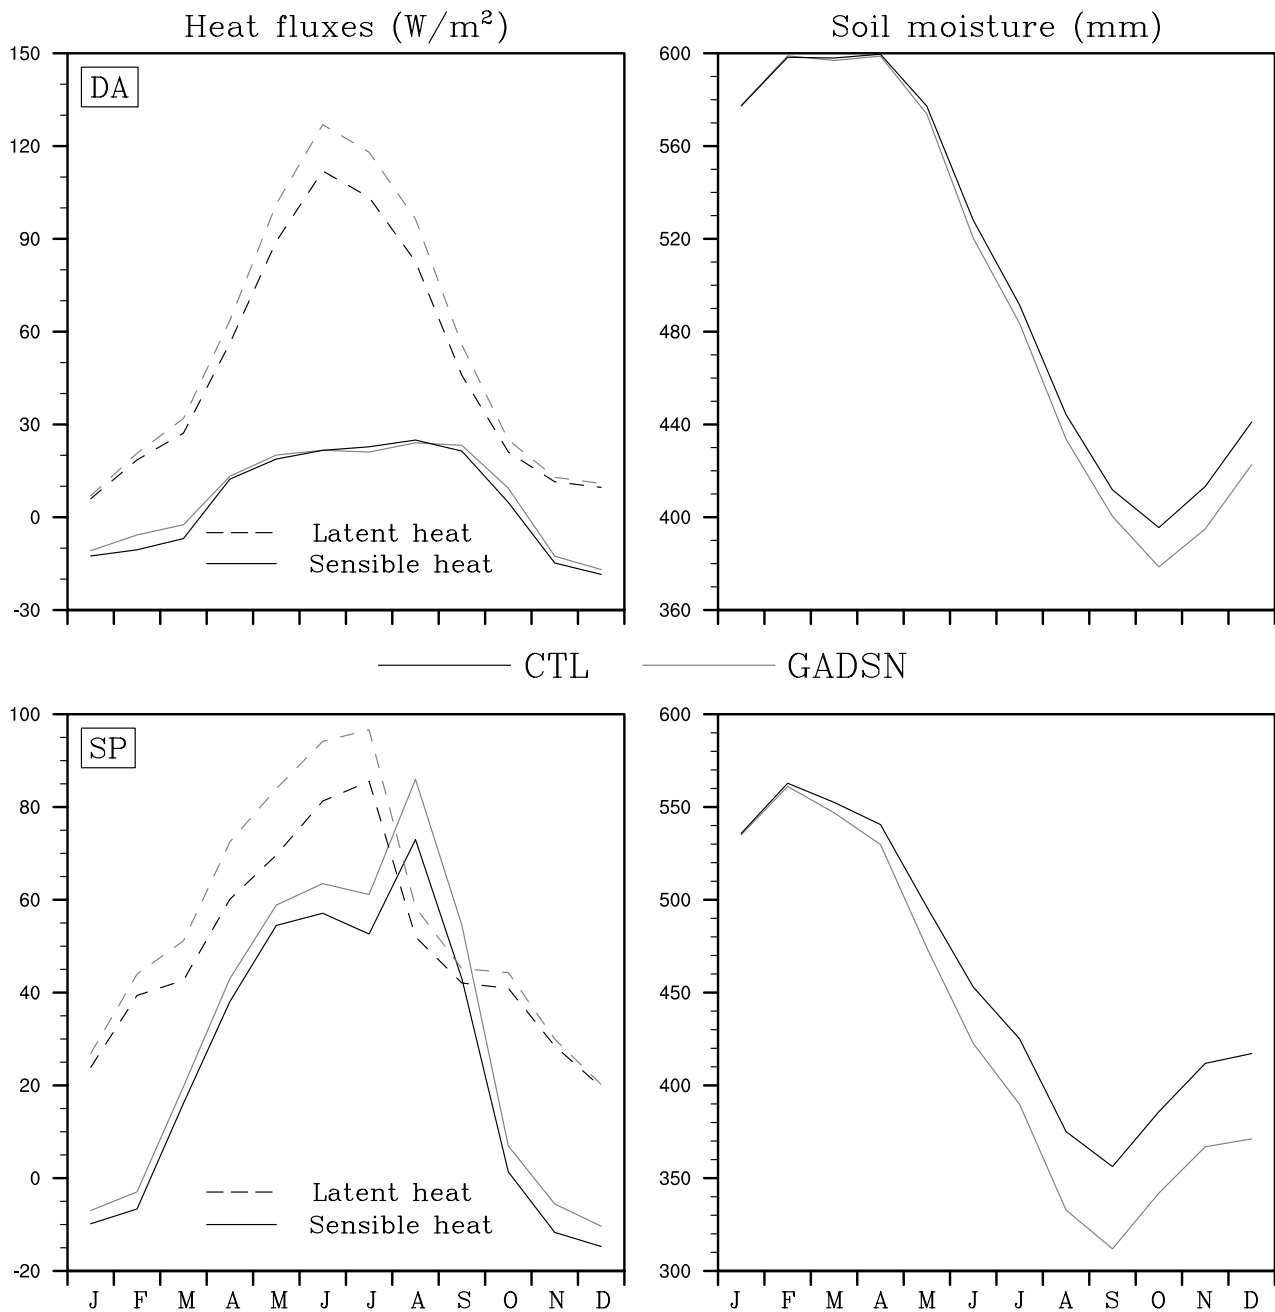 Heat fluxes (W/m²)
Soil moisture (mm)
DA
150
120
90
60
30
0
-30
Latent heat
Sensible heat
600
560
520
480
440
400
360
CTL
GADSN
SP
100
80
60
40
20
0
-20
Latent heat
Sensible heat
J F M A M J J A S O N D
600
550
500
450
400
350
300
J F M A M J J A S O N D